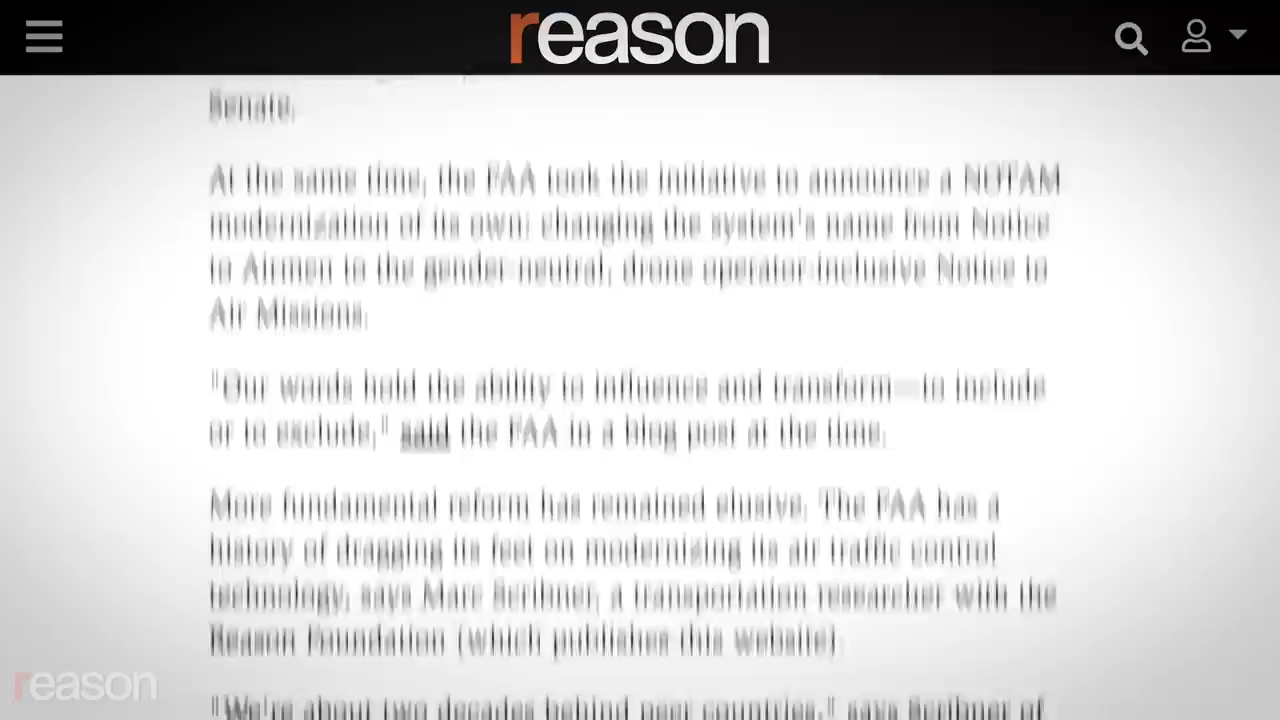 reason
Senate.
At the same time, the FAA took the initiative to announce a NOTAM
modernization of its own: changing the system's name from Notice
to Airmen to the gender-neutral, drone operator-inclusive Notice to
Air Missions.
"Our words hold the ability to influence and transform—to include
or to exclude," said the FAA in a blog post at the time.
More fundamental reform has remained elusive. The FAA has a
history of dragging its feet on modernizing its air traffic control
technology, says Marc Scribner, a transportation researcher with the
Reason Foundation (which publishes this website).
reason
"We're about two decades behind peer countries," says Scribner of